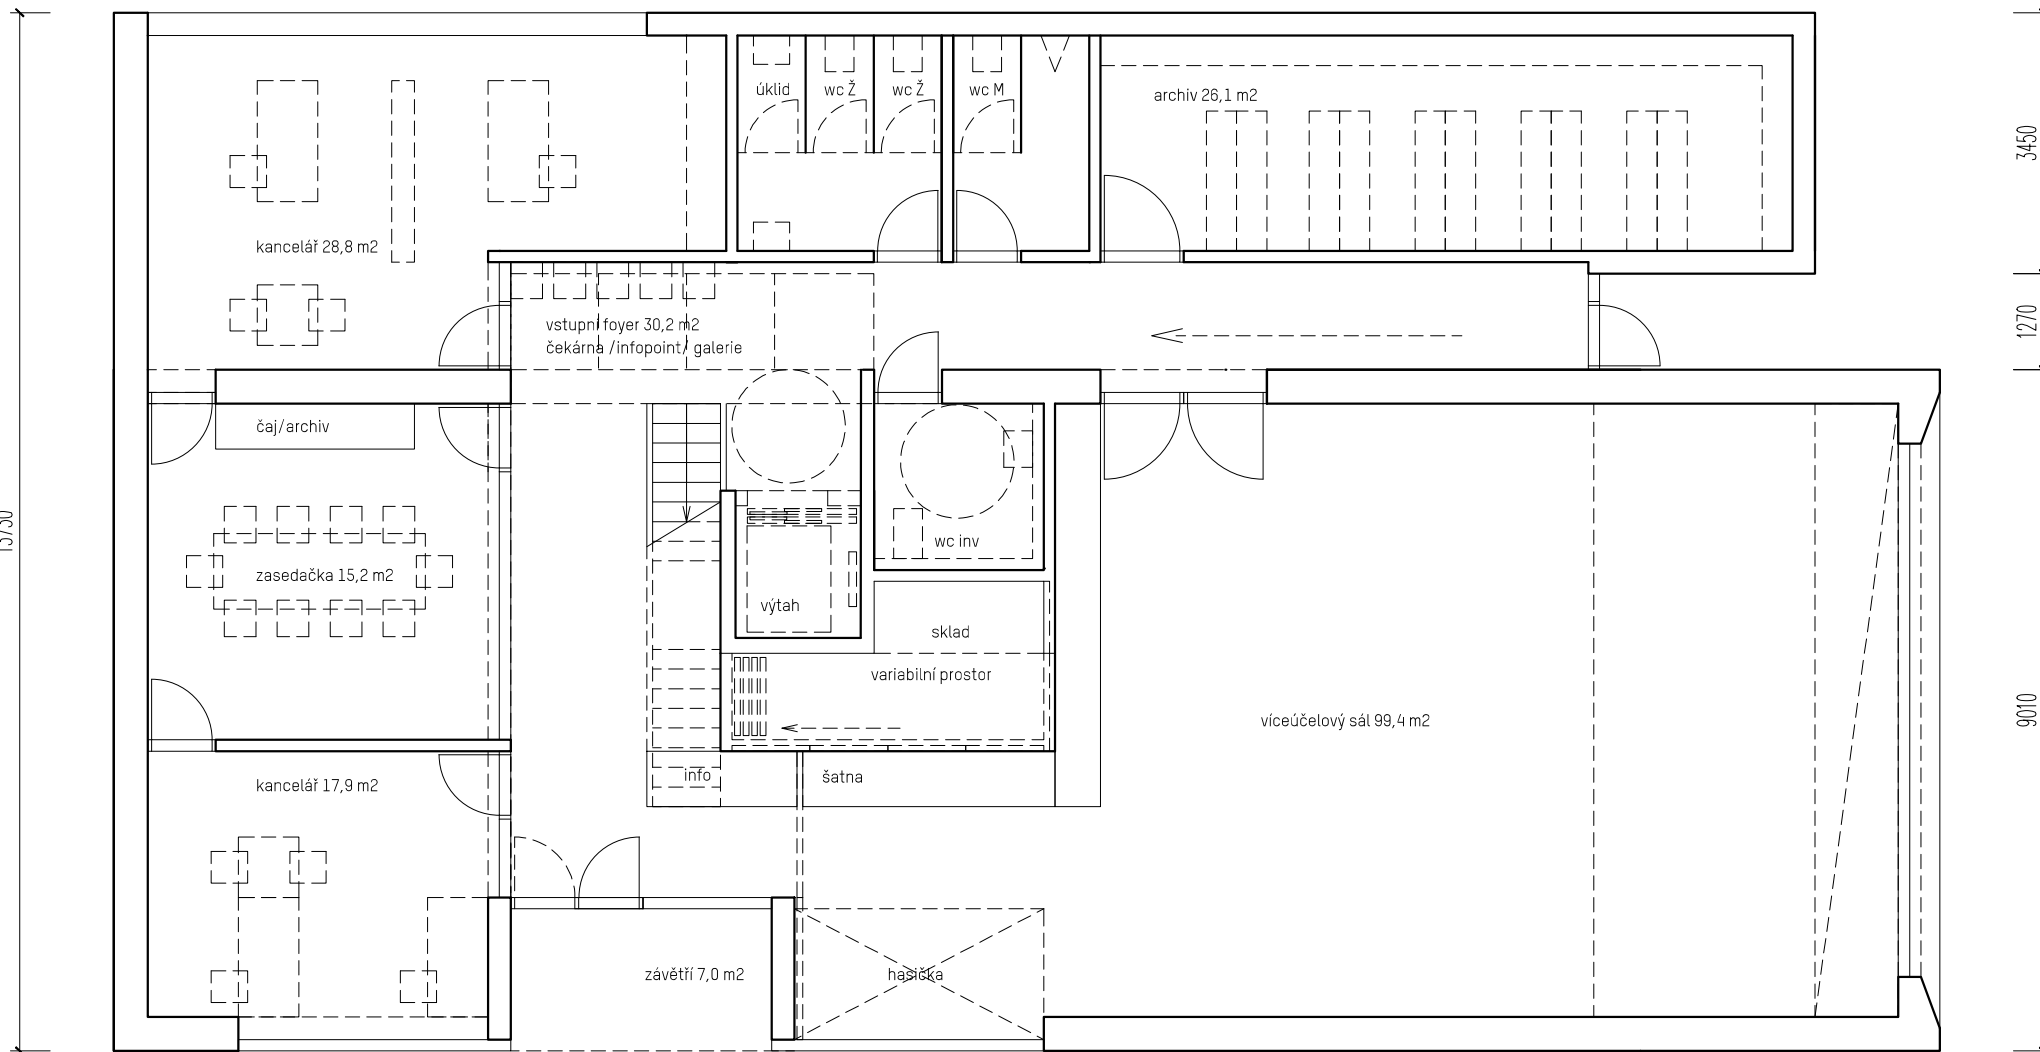 úklid
wc Ž
wc Ž
wc M
archiv 26,1 m2
3450
kancelář 28,8 m2
vstupní foyer 30,2 m2
čekárna /infopoint/ galerie
1270
čaj/archiv
wc inv
zasedačka 15,2 m2
výtah
sklad
variabilní prostor
víceúčelový sál 99,4 m2
9010
info
šatna
kancelář 17,9 m2
závětří 7,0 m2
hasička